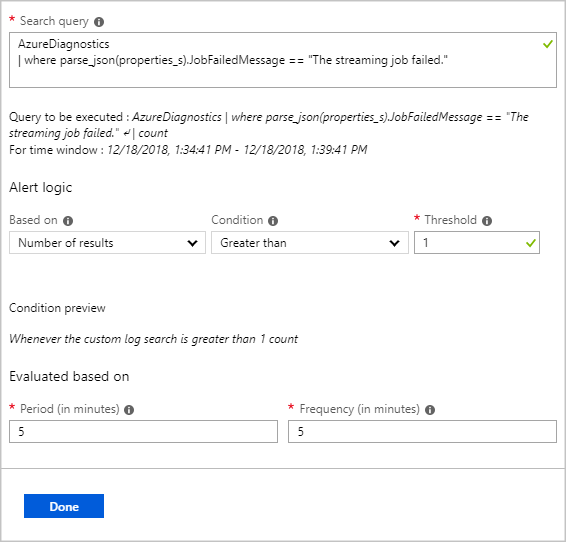 * Search query
AzureDiagnostics
| where parse_json(properties_s).JobFailedMessage == "The streaming job failed."
Query to be executed : AzureDiagnostics | where parse_json(properties_s).JobFailedMessage == "The
streaming job failed." ↲ | count
For time window : 12/18/2018, 1:34:41 PM - 12/18/2018, 1:39:41 PM
Alert logic
Based on Condition * Threshold
Number of results Greater than 1
Condition preview
Whenever the custom log search is greater than 1 count
Evaluated based on
* Period (in minutes) * Frequency (in minutes)
5 5
Done